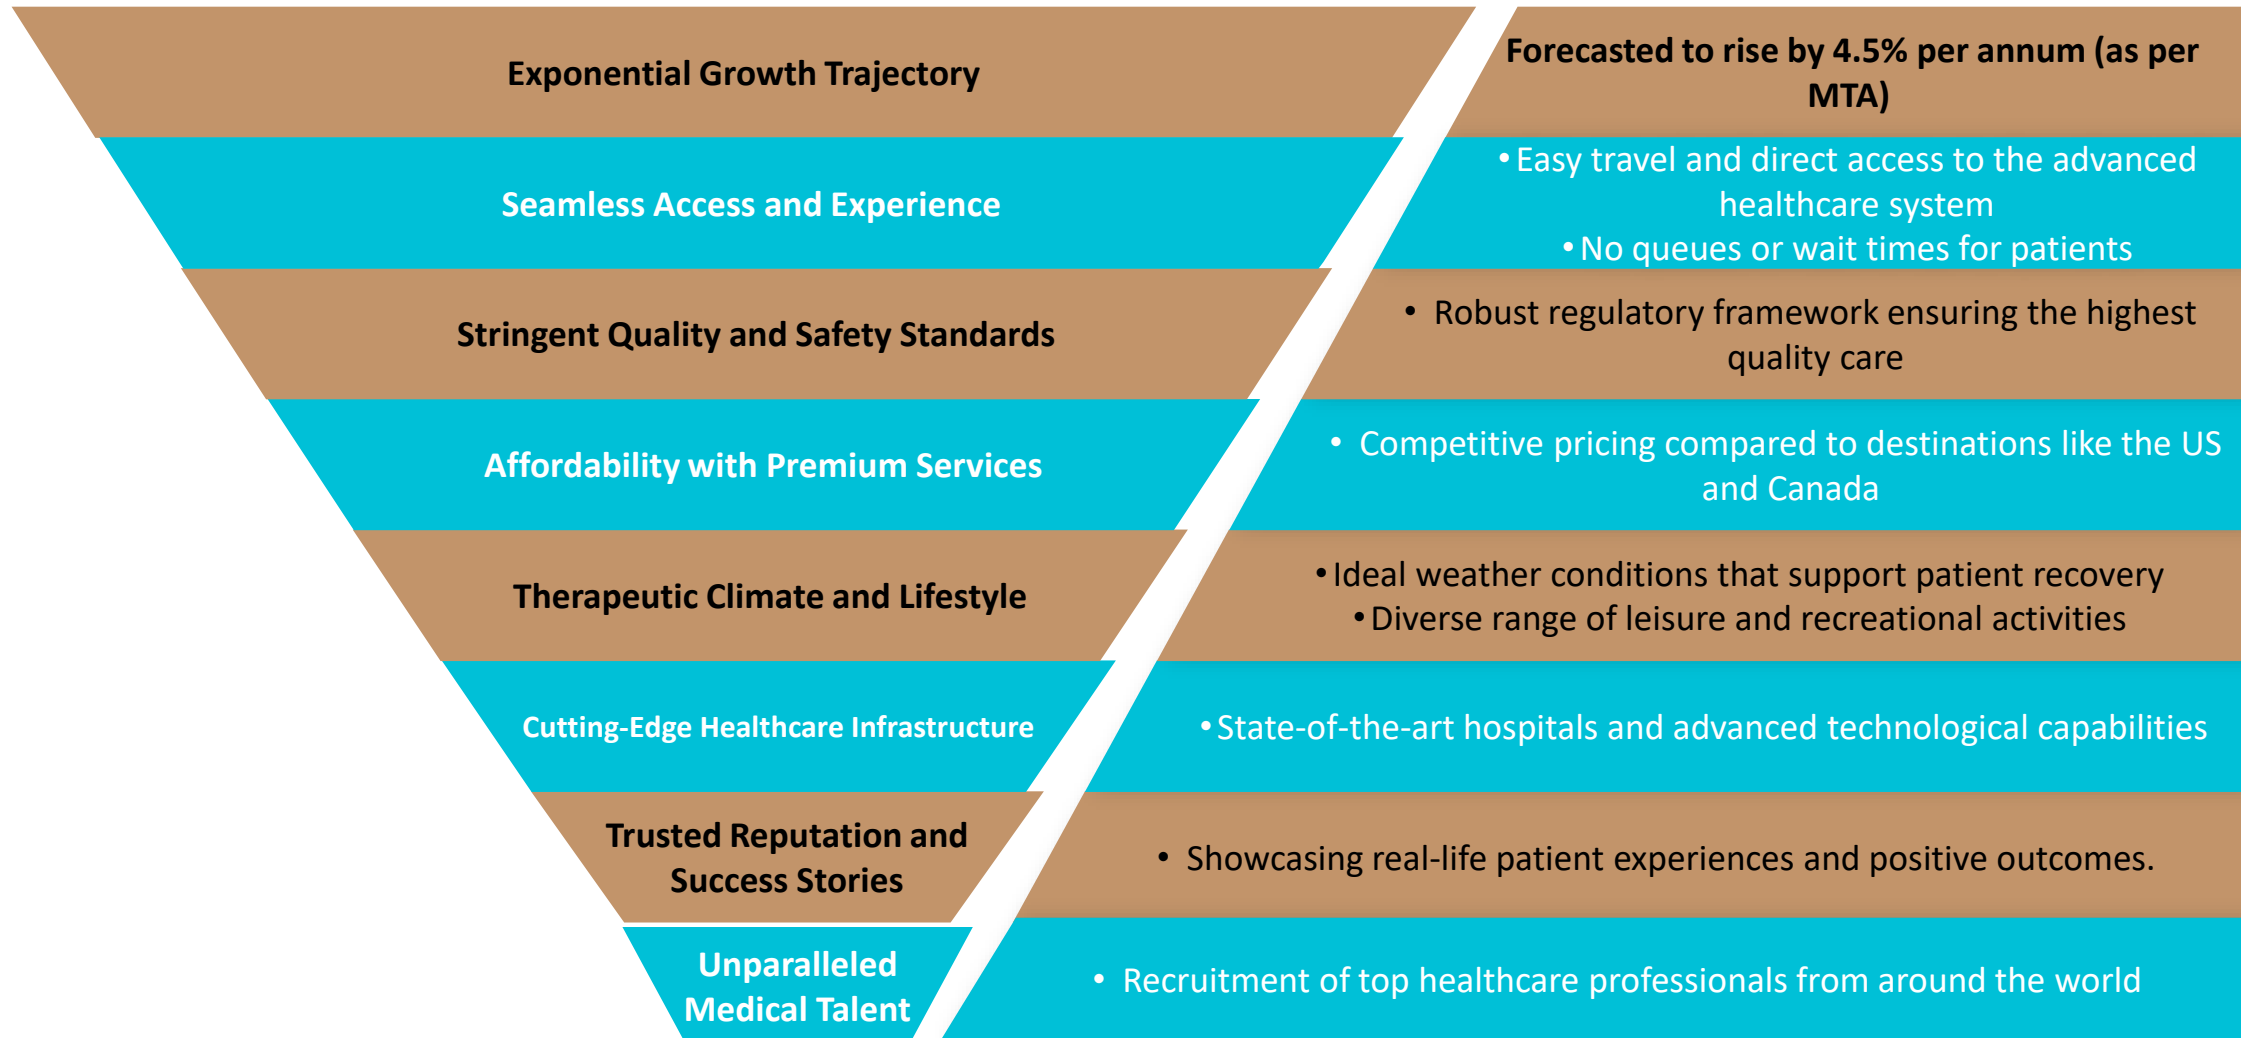 Exponential Growth Trajectory
Forecasted to rise by 4.5% per annum (as per
MTA)
Seamless Access and Experience
• Easy travel and direct access to the advanced
healthcare system
• No queues or wait times for patients
Stringent Quality and Safety Standards
• Robust regulatory framework ensuring the highest
quality care
Affordability with Premium Services
• Competitive pricing compared to destinations like the US
and Canada
Therapeutic Climate and Lifestyle
• Ideal weather conditions that support patient recovery
• Diverse range of leisure and recreational activities
Cutting-Edge Healthcare Infrastructure
• State-of-the-art hospitals and advanced technological capabilities
Trusted Reputation and
Success Stories
• Showcasing real-life patient experiences and positive outcomes.
Unparalleled
Medical Talent
• Recruitment of top healthcare professionals from around the world